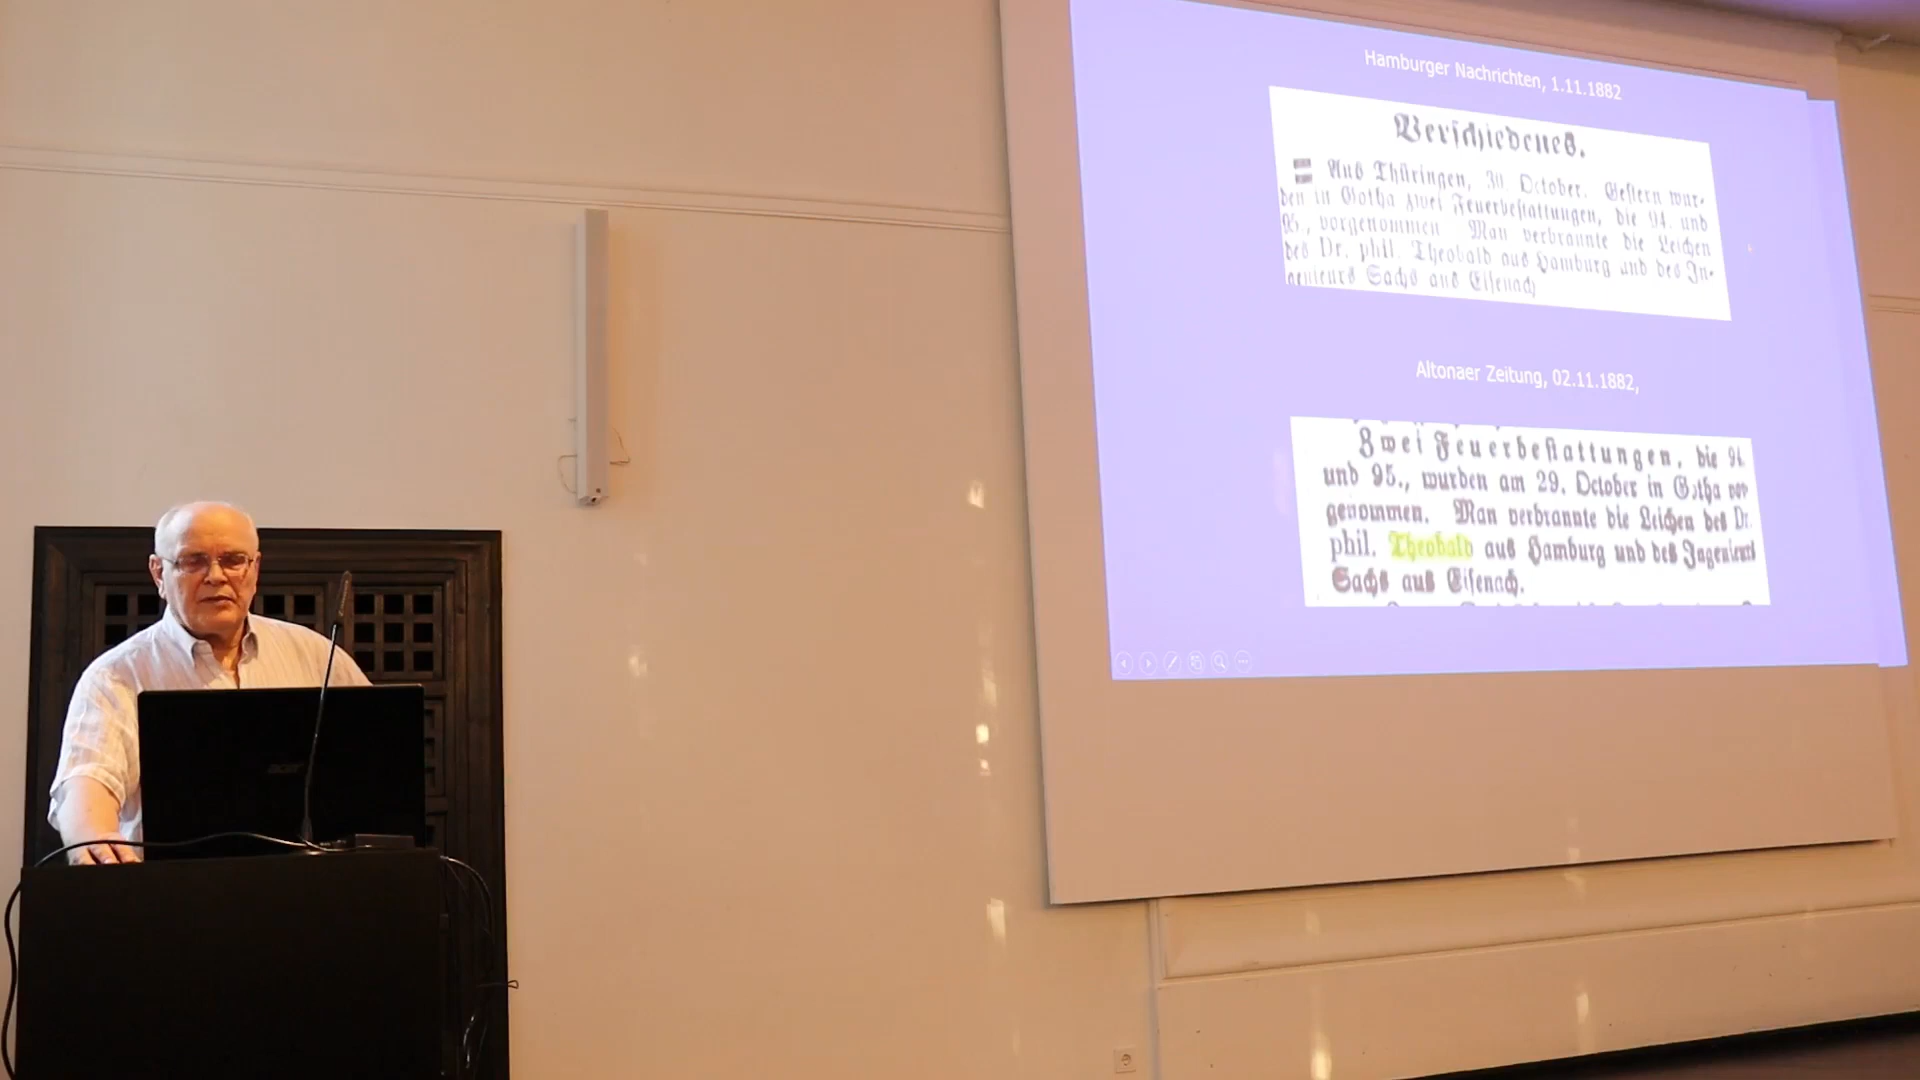 Hamburger Nachrichten, 1.11.1882
Verschiedenes.
Aus Thüringen, 30. October. Gestern wur-
den in Gotha zwei Feuerbestattungen, die 94. und
95., vorgenommen. Man verbrannte die Leichen
des Dr. phil. Theobald aus Hamburg und des In-
genieurs Sachs aus Eisenach
Altonaer Zeitung, 02.11.1882,
Zwei Feuerbestattungen, die 94.
und 95., wurden am 29. October in Gotha vor
genommen. Man verbrannte die Leichen des Dr.
phil. Theobald aus Hamburg und des Ingenieurs
Sachs aus Eisenach.
acer